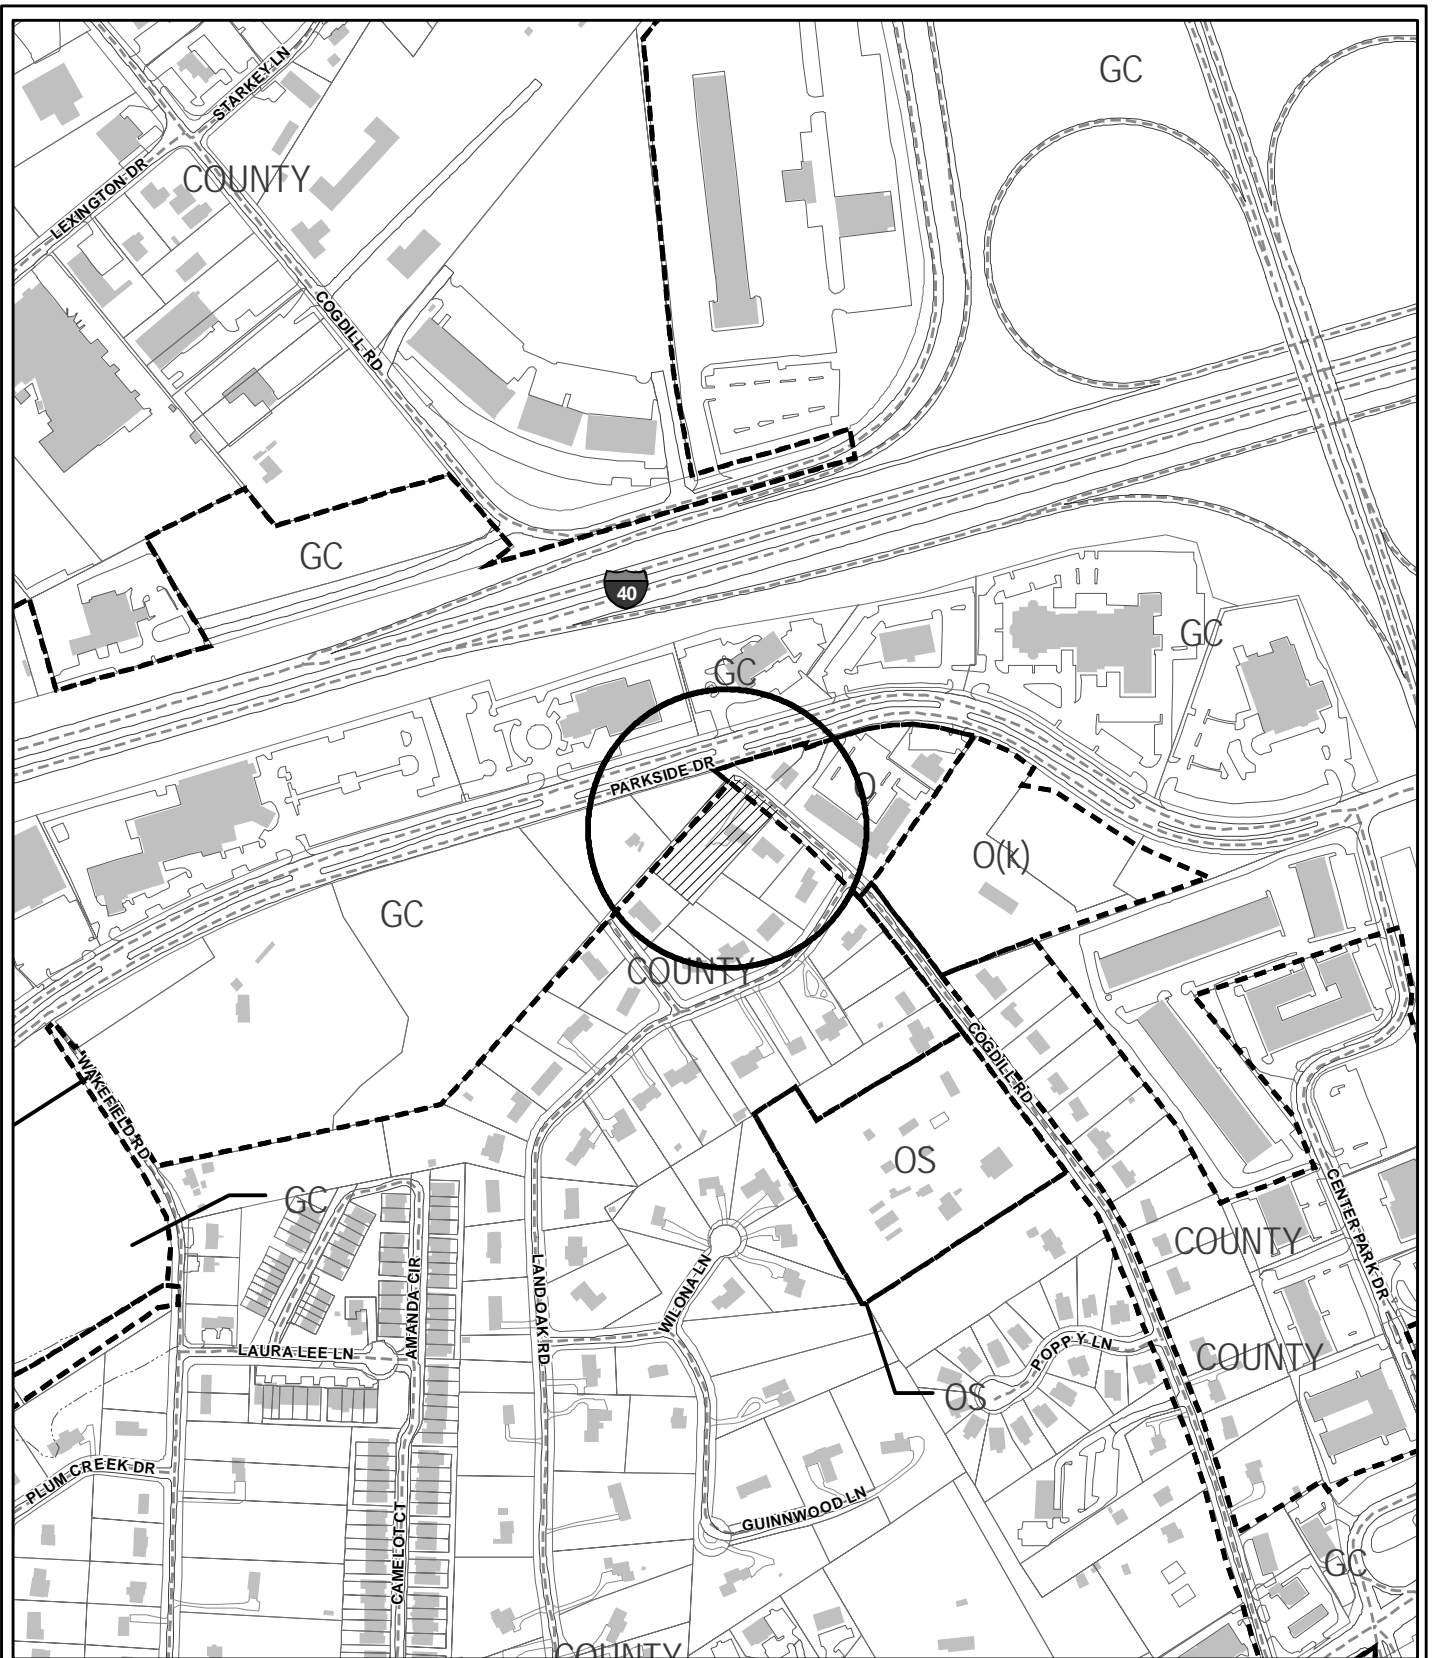 GC
STARKEY LN
COUNTY
LEXINGTON DR
COGDILL RD
GC
40
GC
GC
PARKSIDE DR
O
O(k)
GC
COUNTY
COGDILL RD
WAKEFIELD RD
OS
GC
CENTER PARK DR
COUNTY
LAND OAK RD
WILONA LN
AMANDA CIR
LAURA LEE LN
POPPY LN
COUNTY
OS
PLUM CREEK DR
GUINNWOOD LN
CAMELOT CT
GC
COUNTY